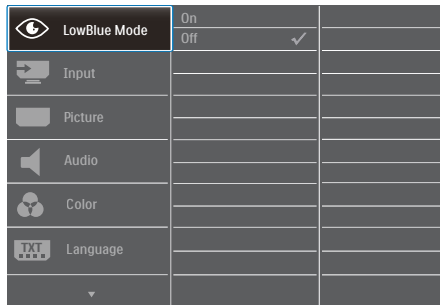 LowBlue Mode
On
Off
Input
Picture
Audio
Color
TXT
Language